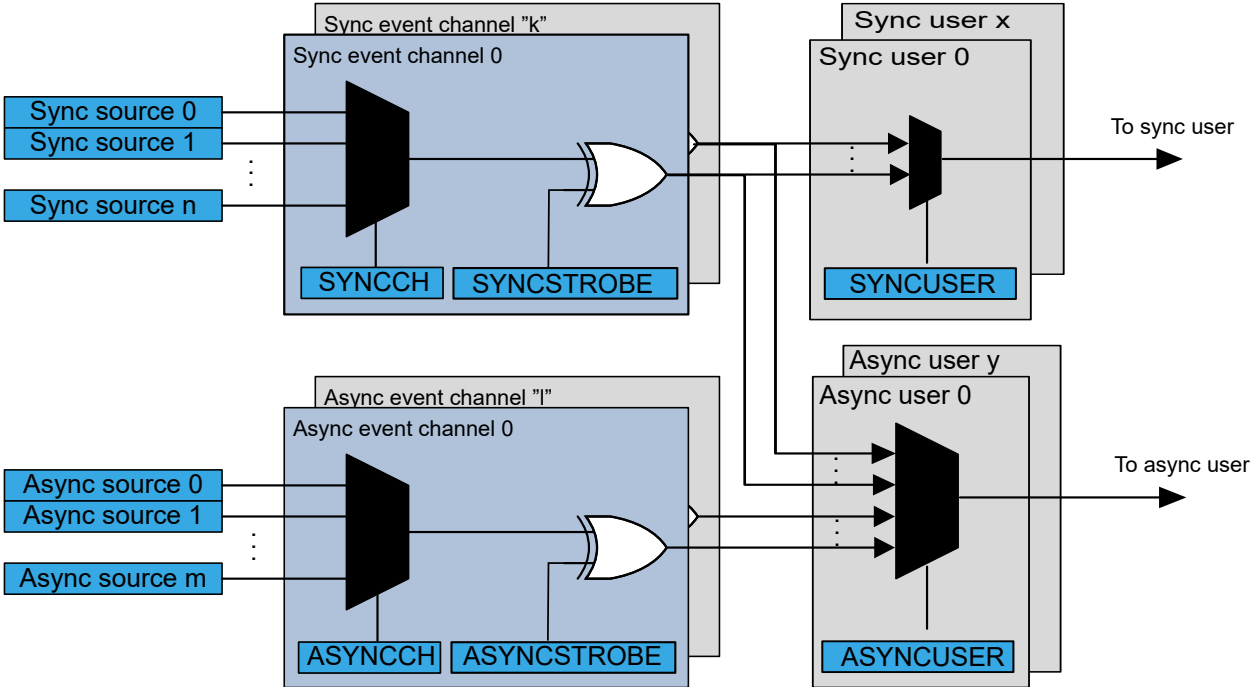 Sync event channel ”k”
Sync event channel 0
Sync source 0
Sync source 1
Sync source n
SYNCCH
SYNCSTROBE
Sync user x
Sync user 0
SYNCUSER
To sync user
Async event channel ”l”
Async event channel 0
Async source 0
Async source 1
Async source m
ASYNCCH
ASYNCSTROBE
Async user y
Async user 0
ASYNCUSER
To async user